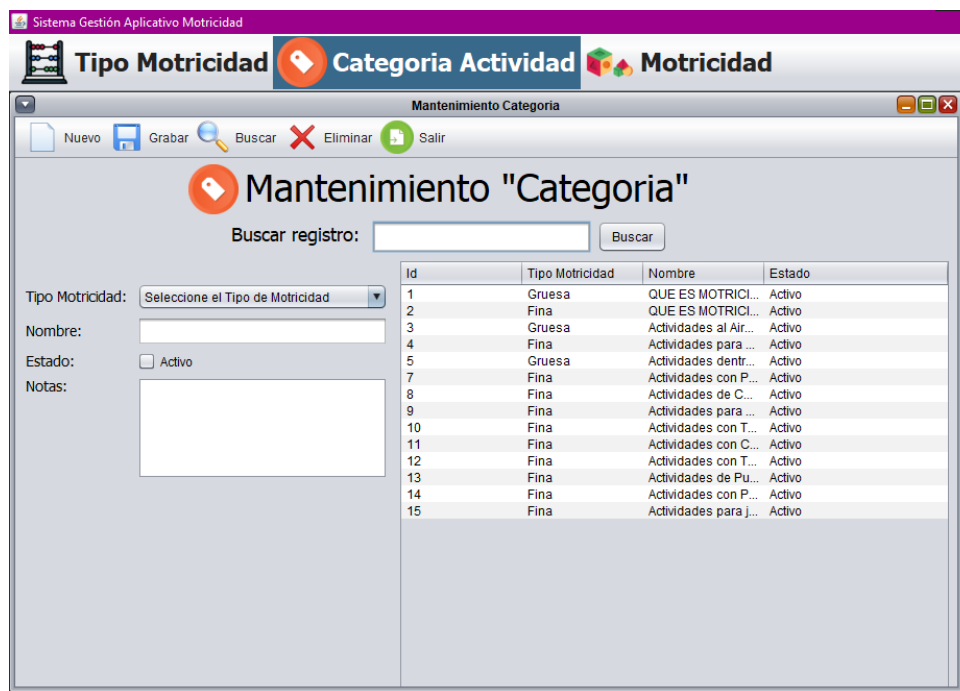 Sistema Gestión Aplicativo Motricidad
Tipo Motricidad Categoria Actividad Motricidad
Mantenimiento Categoria
Nuevo Grabar Buscar Eliminar Salir
Mantenimiento "Categoria"
Buscar registro: Buscar
Tipo Motricidad: Seleccione el Tipo de Motricidad
Nombre:
Estado: Activo
Notas:
Id Tipo Motricidad Nombre Estado
1 Gruesa QUE ES MOTRICI... Activo
2 Fina QUE ES MOTRICI... Activo
3 Gruesa Actividades al Air... Activo
4 Fina Actividades para ... Activo
5 Gruesa Actividades dentr... Activo
7 Fina Actividades con P... Activo
8 Fina Actividades de C... Activo
9 Fina Actividades para ... Activo
10 Fina Actividades con T... Activo
11 Fina Actividades con C... Activo
12 Fina Actividades con T... Activo
13 Fina Actividades de Pu... Activo
14 Fina Actividades con P... Activo
15 Fina Actividades para j... Activo